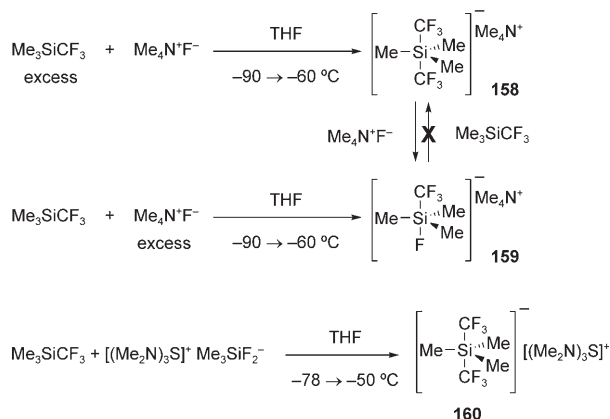 Me₃SiCF₃ + Me₄N⁺F⁻ THF [Me–Si(CF₃)(CF₃)(Me)(Me)]⁻ Me₄N⁺
excess –90 → –60 ºC 158
Me₄N⁺F⁻ X Me₃SiCF₃
Me₃SiCF₃ + Me₄N⁺F⁻ THF [Me–Si(CF₃)(F)(Me)(Me)]⁻ Me₄N⁺
excess –90 → –60 ºC 159
Me₃SiCF₃ + [(Me₂N)₃S]⁺ Me₃SiF₂⁻ THF [Me–Si(CF₃)(CF₃)(Me)(Me)]⁻ [(Me₂N)₃S]⁺
–78 → –50 ºC 160